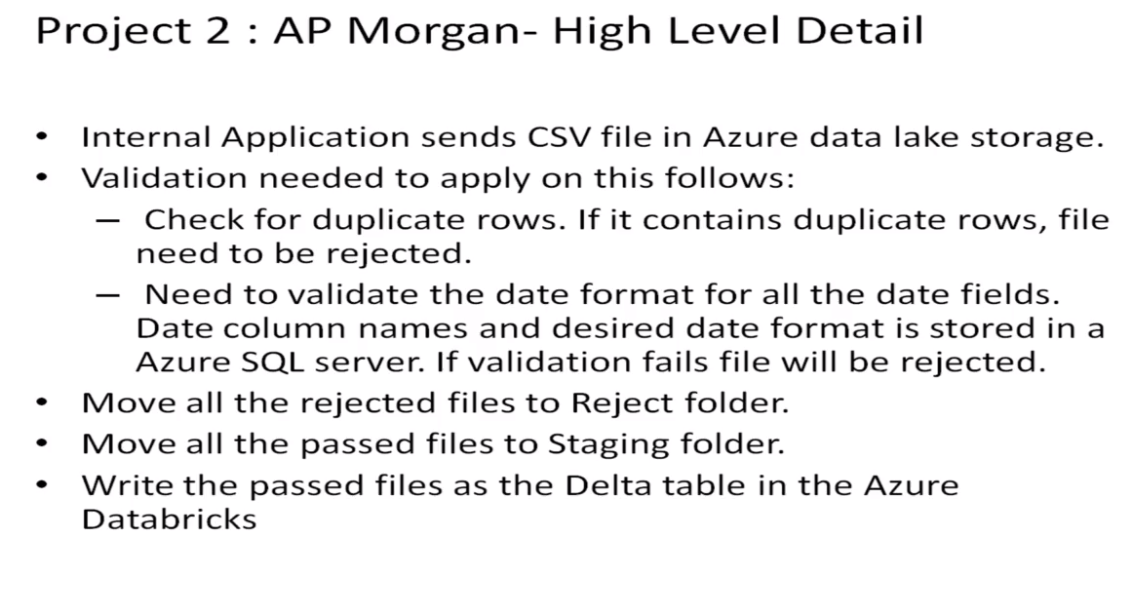 Project 2 : AP Morgan- High Level Detail
• Internal Application sends CSV file in Azure data lake storage.
• Validation needed to apply on this follows:
– Check for duplicate rows. If it contains duplicate rows, file
need to be rejected.
– Need to validate the date format for all the date fields.
Date column names and desired date format is stored in a
Azure SQL server. If validation fails file will be rejected.
• Move all the rejected files to Reject folder.
• Move all the passed files to Staging folder.
• Write the passed files as the Delta table in the Azure
Databricks